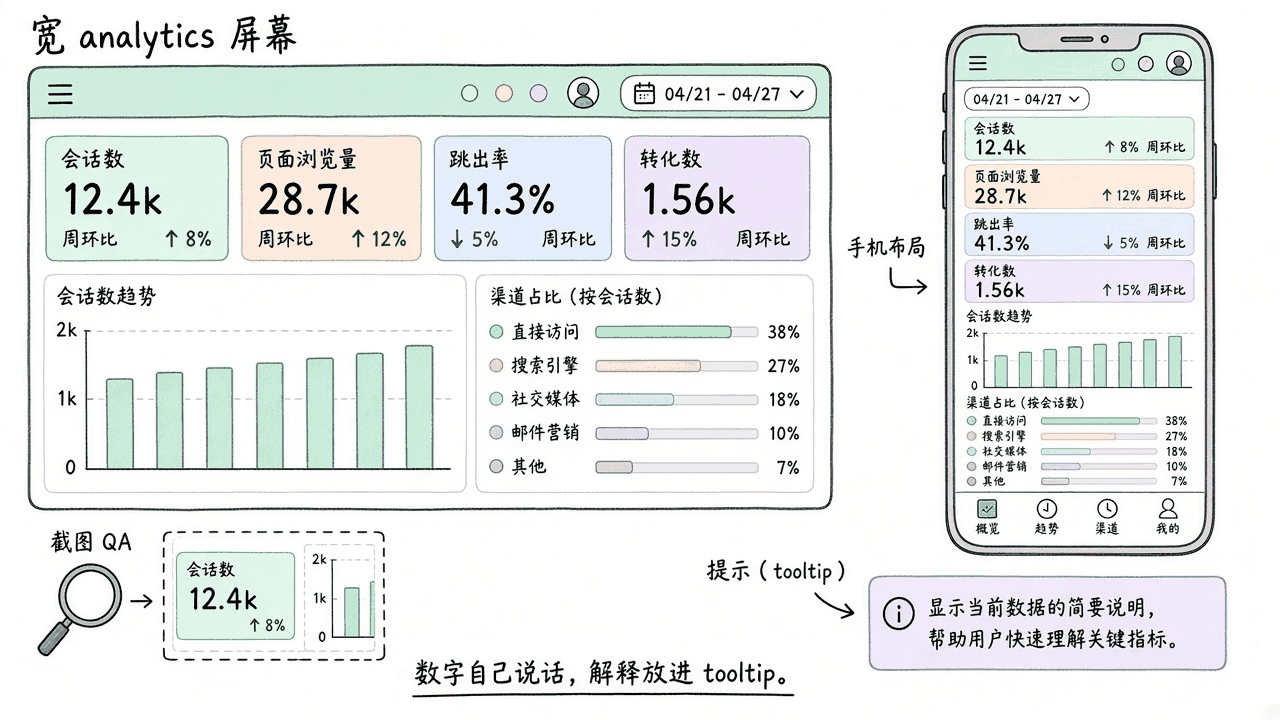 宽 analytics 屏幕
04/21 - 04/27
会话数
12.4k
周环比 ↑ 8%
页面浏览量
28.7k
周环比 ↑ 12%
跳出率
41.3%
↓ 5% 周环比
转化数
1.56k
↑ 15% 周环比
会话数趋势
2k
1k
0
渠道占比（按会话数）
直接访问 38%
搜索引擎 27%
社交媒体 18%
邮件营销 10%
其他 7%
手机布局
04/21 - 04/27
会话数
12.4k ↑ 8% 周环比
页面浏览量
28.7k ↑ 12% 周环比
跳出率
41.3% ↓ 5% 周环比
转化数
1.56k ↑ 15% 周环比
会话数趋势
2k
1k
0
渠道占比（按会话数）
直接访问 38%
搜索引擎 27%
社交媒体 18%
邮件营销 10%
其他 7%
概览 趋势 渠道 我的
截图 QA
会话数
12.4k
↑ 8%
2k
1k
0
提示（tooltip）
显示当前数据的简要说明，
帮助用户快速理解关键指标。
数字自己说话，解释放进 tooltip。